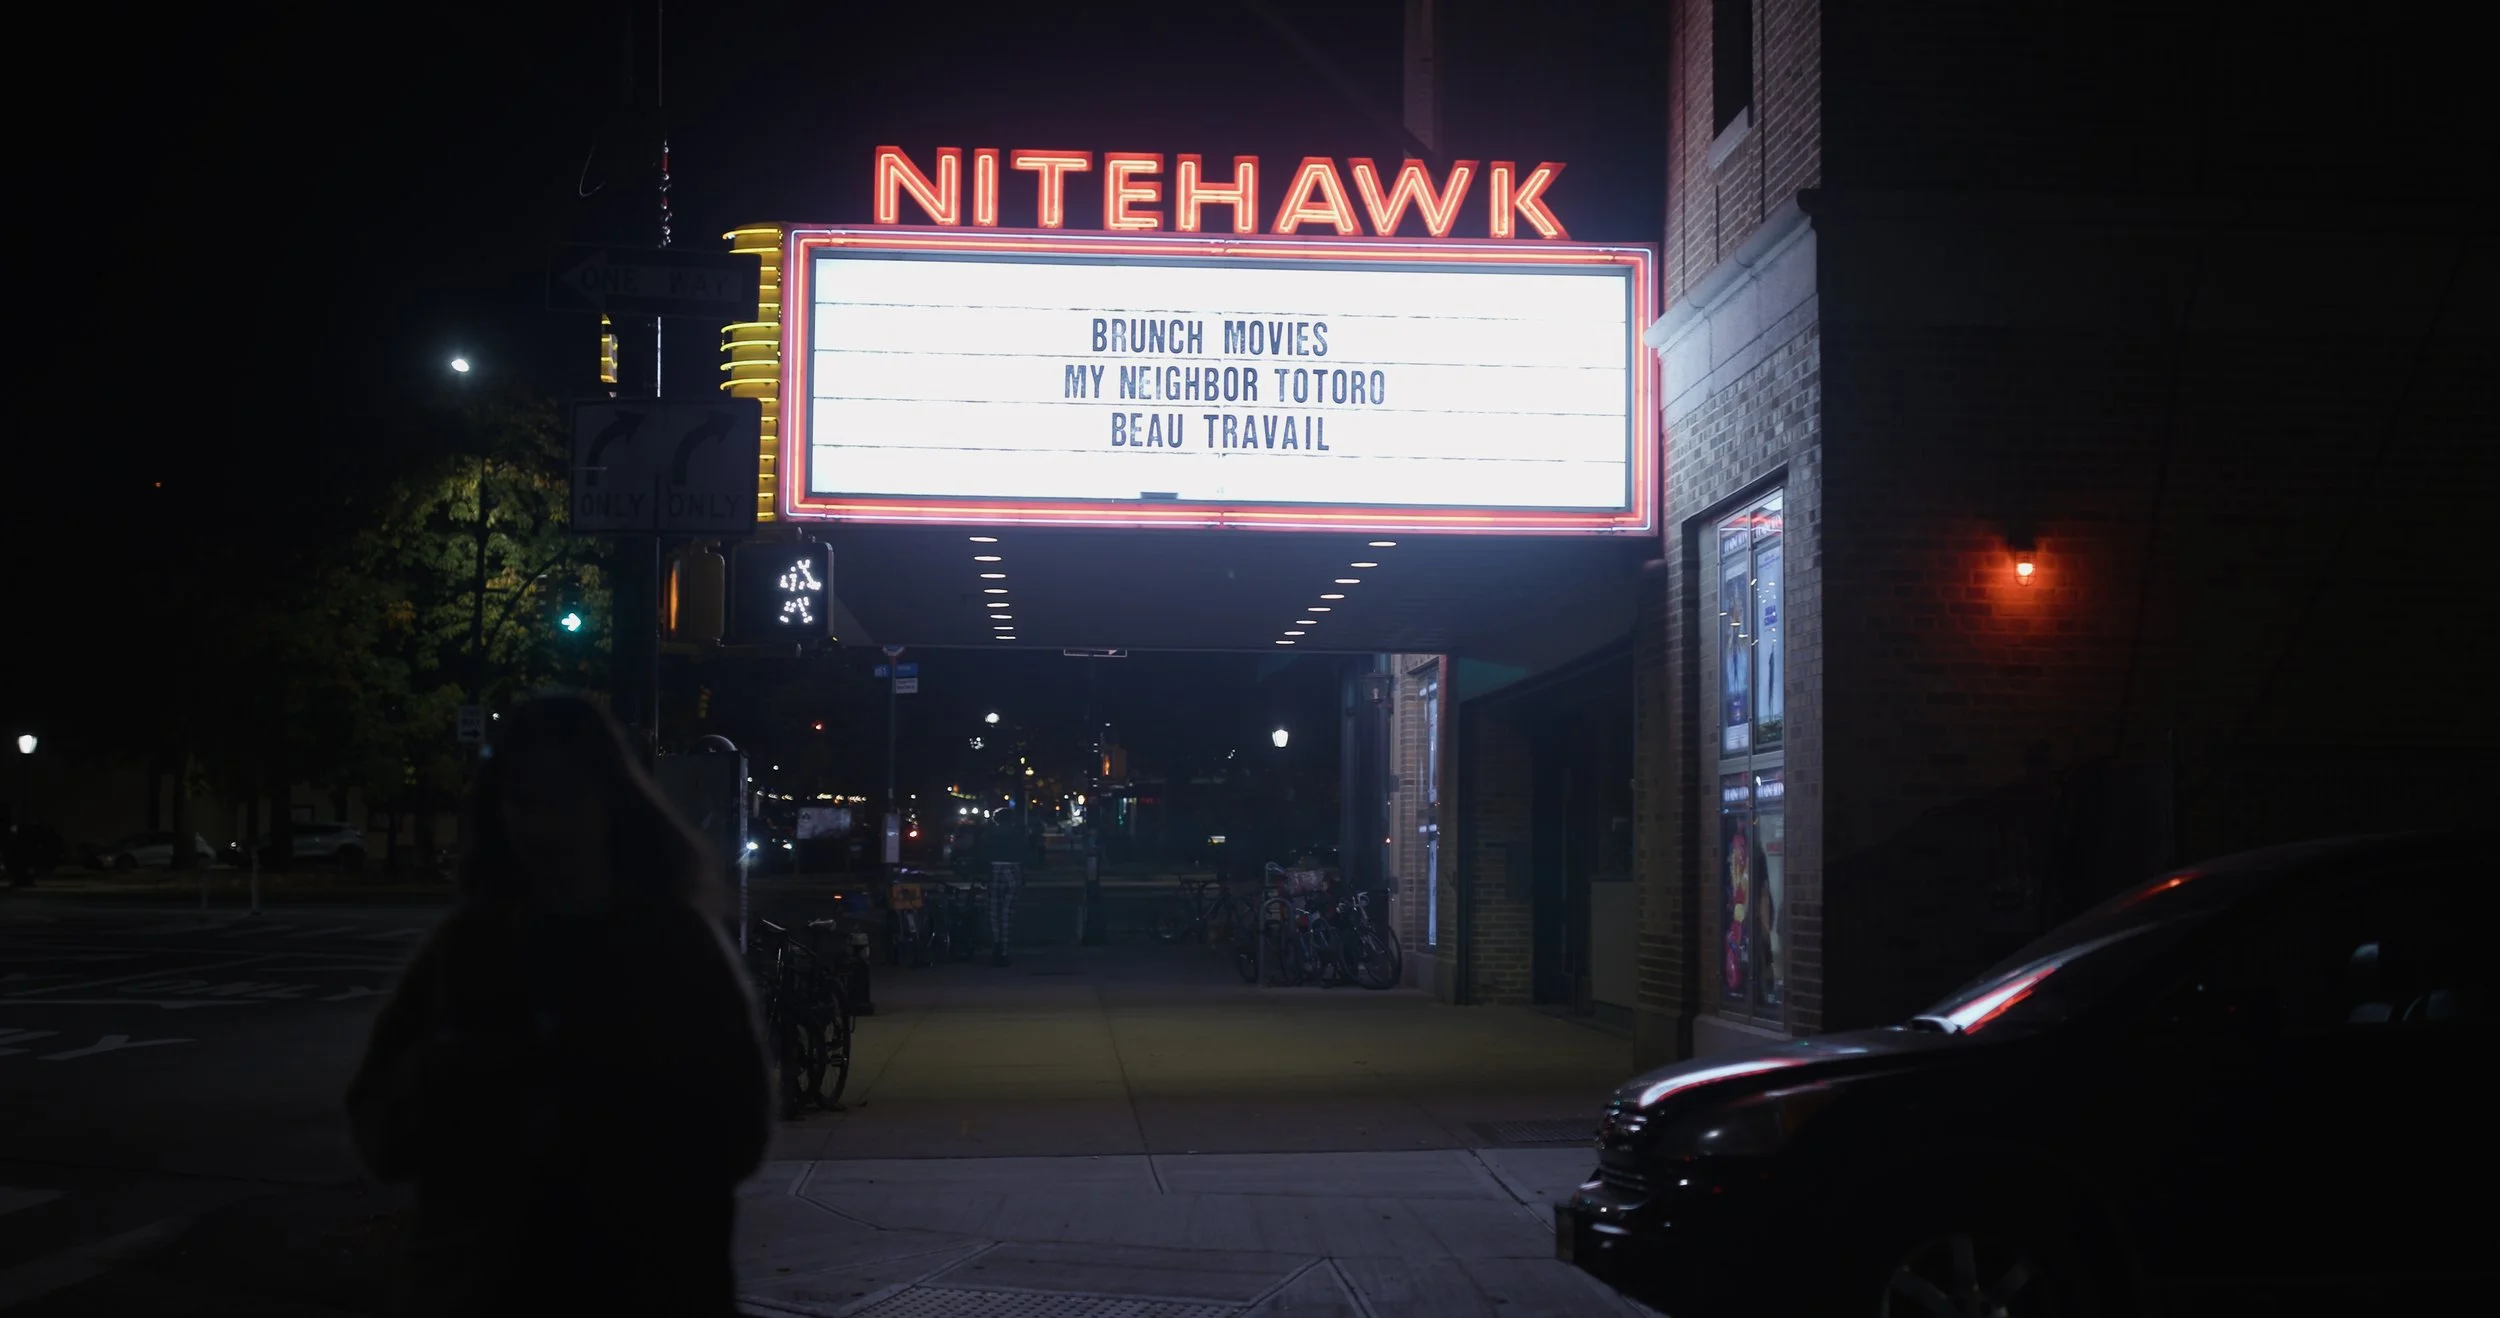 NITEHAWK
ONE WAY
BRUNCH MOVIES
MY NEIGHBOR TOTORO
BEAU TRAVAIL
ONLY ONLY